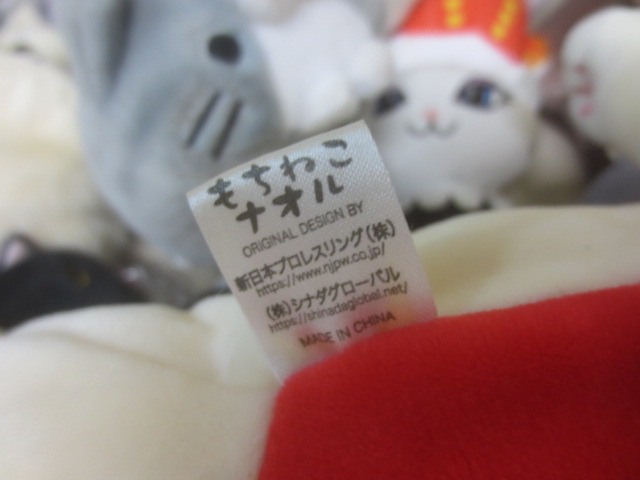 もちねこ
ナオル
ORIGINAL DESIGN BY
新日本プロレスリング(株)
https://www.njpw.co.jp/
(株)シナダグローバル
https://shinadaglobal.net/
MADE IN CHINA